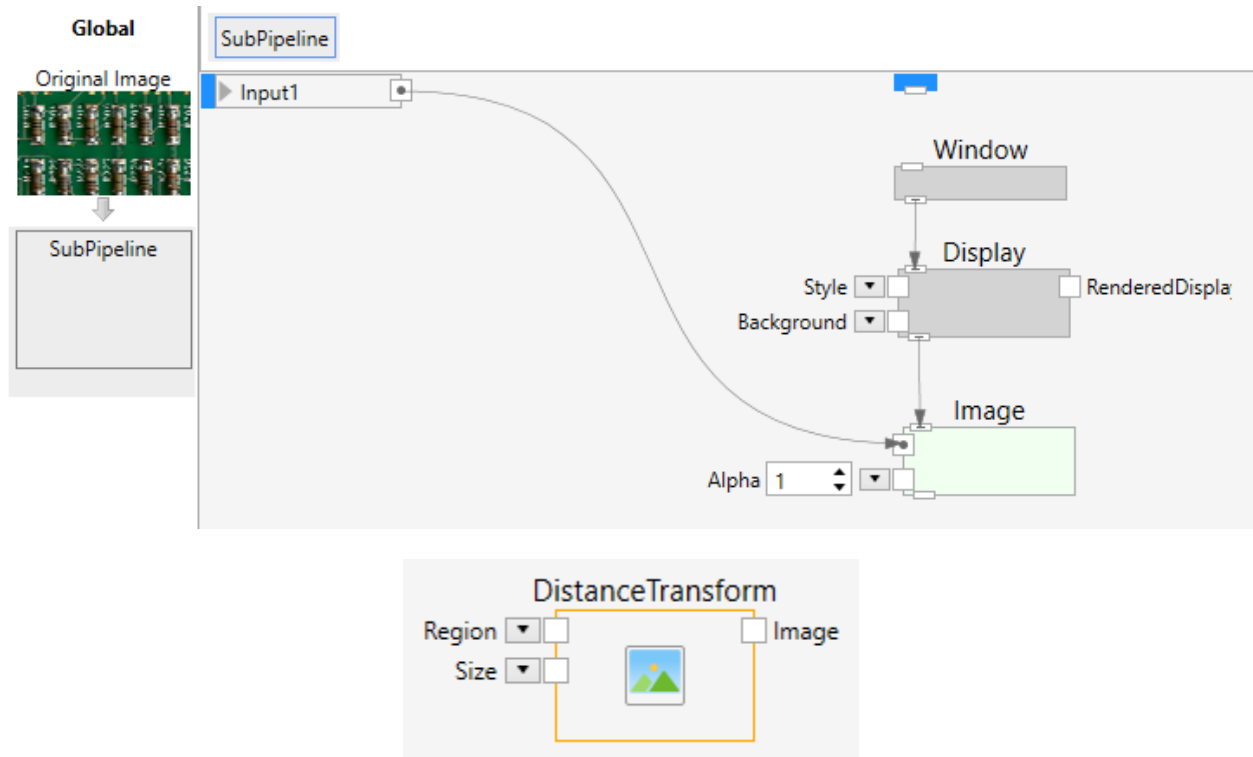 Global
Original Image
SubPipeline
SubPipeline
Input1
Window
Display
Style
Background
RenderedDispla
Image
Alpha 1
DistanceTransform
Region
Image
Size